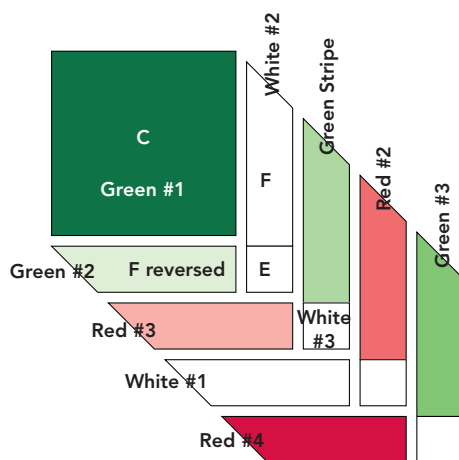 White #2
C
Green #1
Green Stripe
F
Red #2
Green #3
Green #2
F reversed
E
Red #3
White
#3
White #1
Red #4